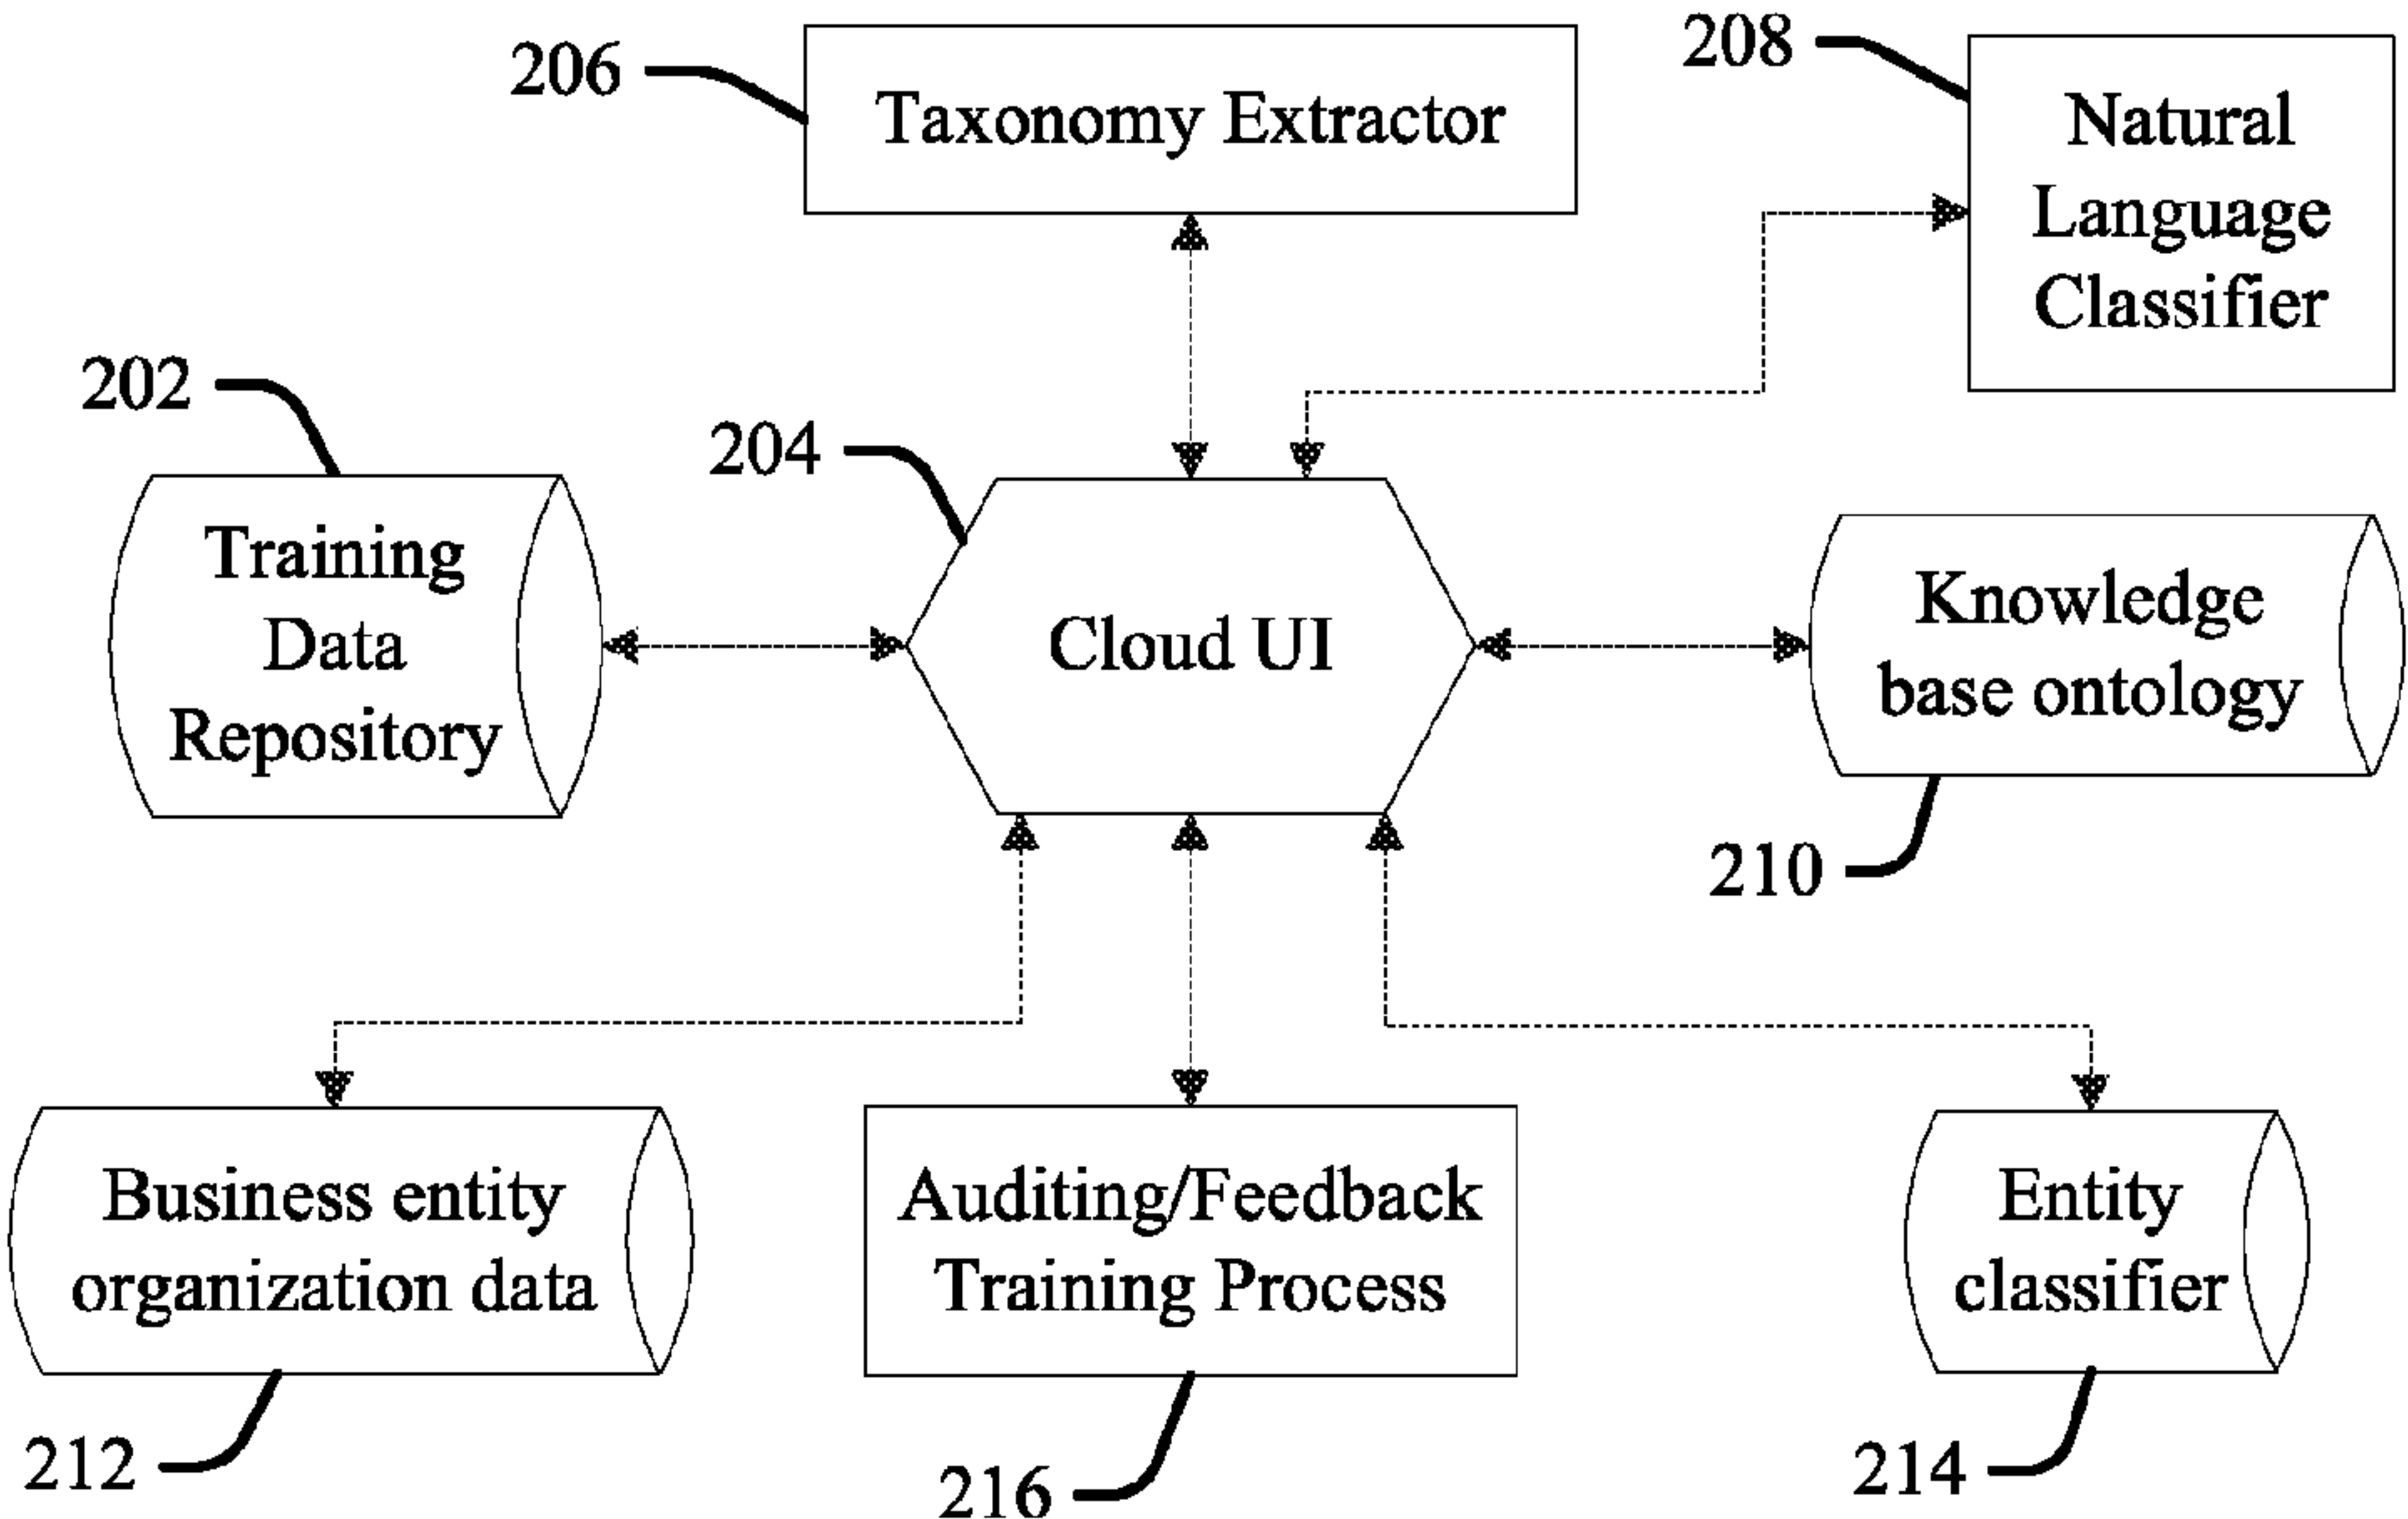 206
Taxonomy Extractor
208
Natural
Language
Classifier
202
Training
Data
Repository
204
Cloud UI
Knowledge
base ontology
210
Business entity
organization data
212
Auditing/Feedback
Training Process
216
Entity
classifier
214